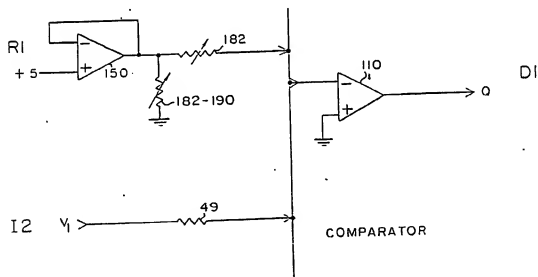 182
R1
-
+ 5
+
150
182-190
110
-
+
Q
D1
49
I2 V1
COMPARATOR